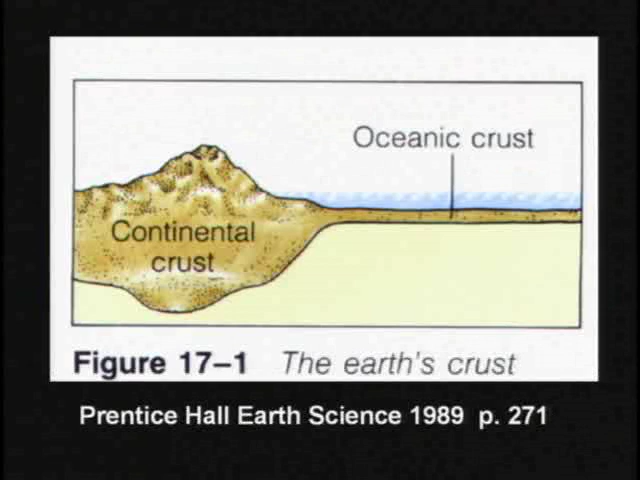 Oceanic crust
Continental
crust
Figure 17–1 The earth's crust
Prentice Hall Earth Science 1989 p. 271